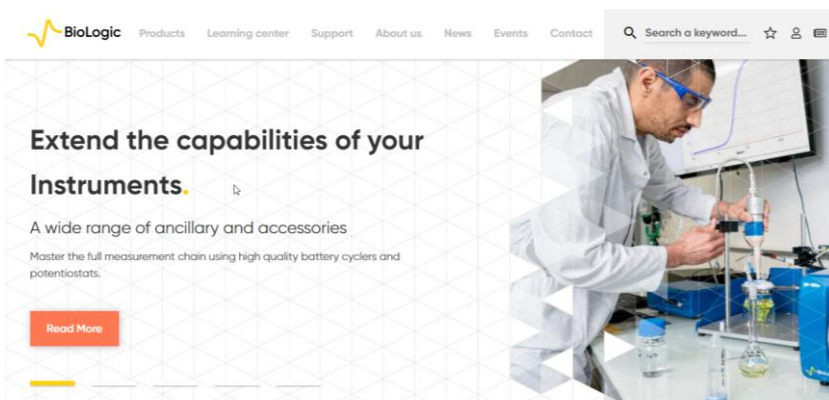 BioLogic Products Learning center Support About us News Events Contact Search a keyword...
Extend the capabilities of your
Instruments.
A wide range of ancillary and accessories
Master the full measurement chain using high quality battery cyclers and
potentiostats.
Read More